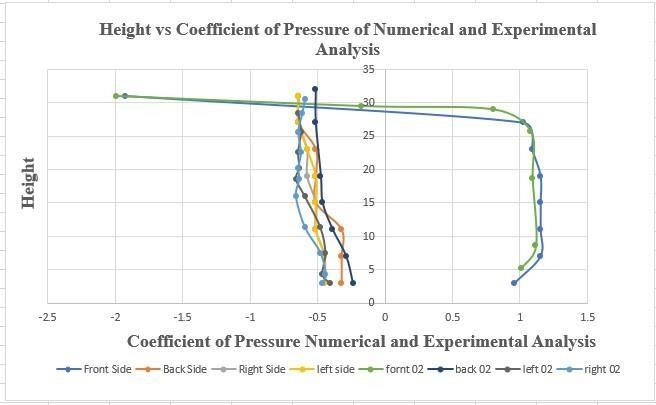 Height vs Coefficient of Pressure of Numerical and Experimental
Analysis
35
30
25
20
15
10
5
0
Height
-2.5 -2 -1.5 -1 -0.5 0 0.5 1 1.5
Coefficient of Pressure Numerical and Experimental Analysis
Front Side Back Side Right Side left side fornt 02 back 02 left 02 right 02